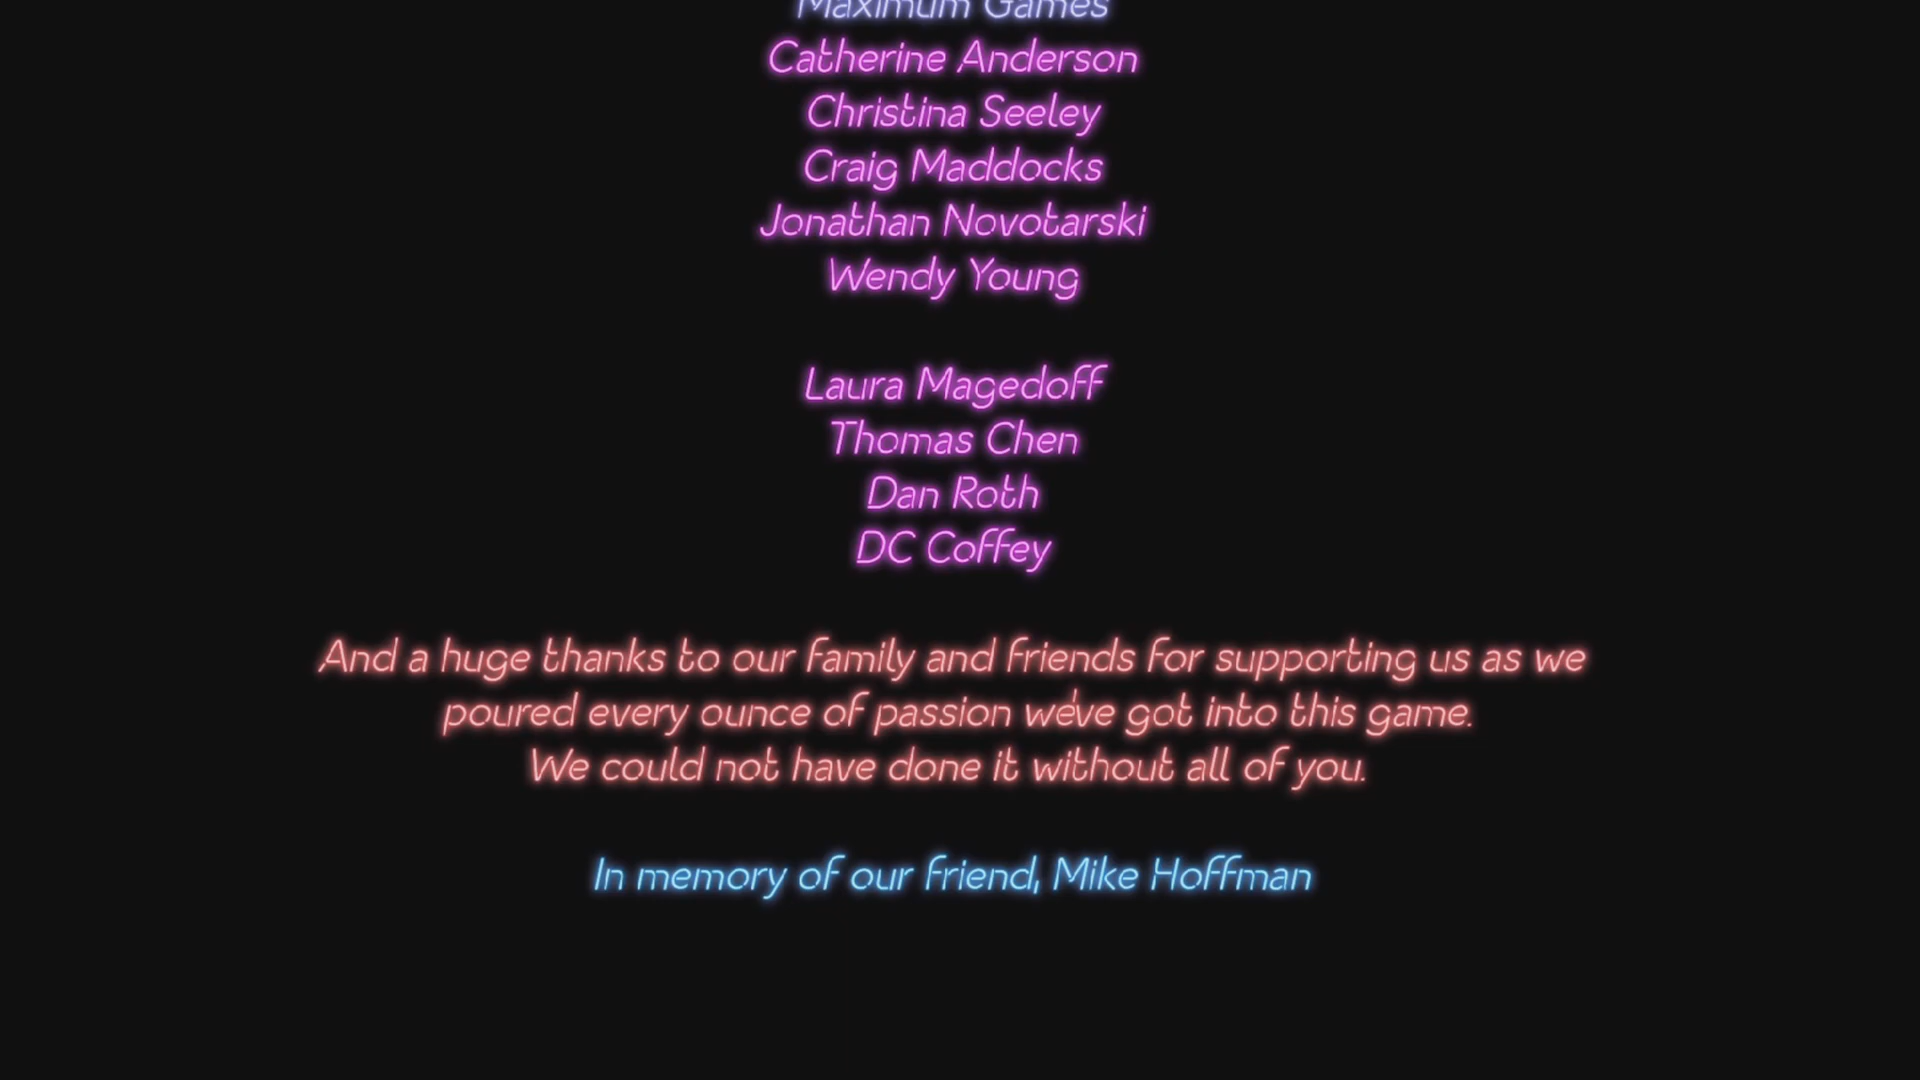 Maximum Games
Catherine Anderson
Christina Seeley
Craig Maddocks
Jonathan Novotarski
Wendy Young
Laura Magedoff
Thomas Chen
Dan Roth
DC Coffey
And a huge thanks to our family and friends for supporting us as we
poured every ounce of passion we've got into this game.
We could not have done it without all of you.
In memory of our friend, Mike Hoffman